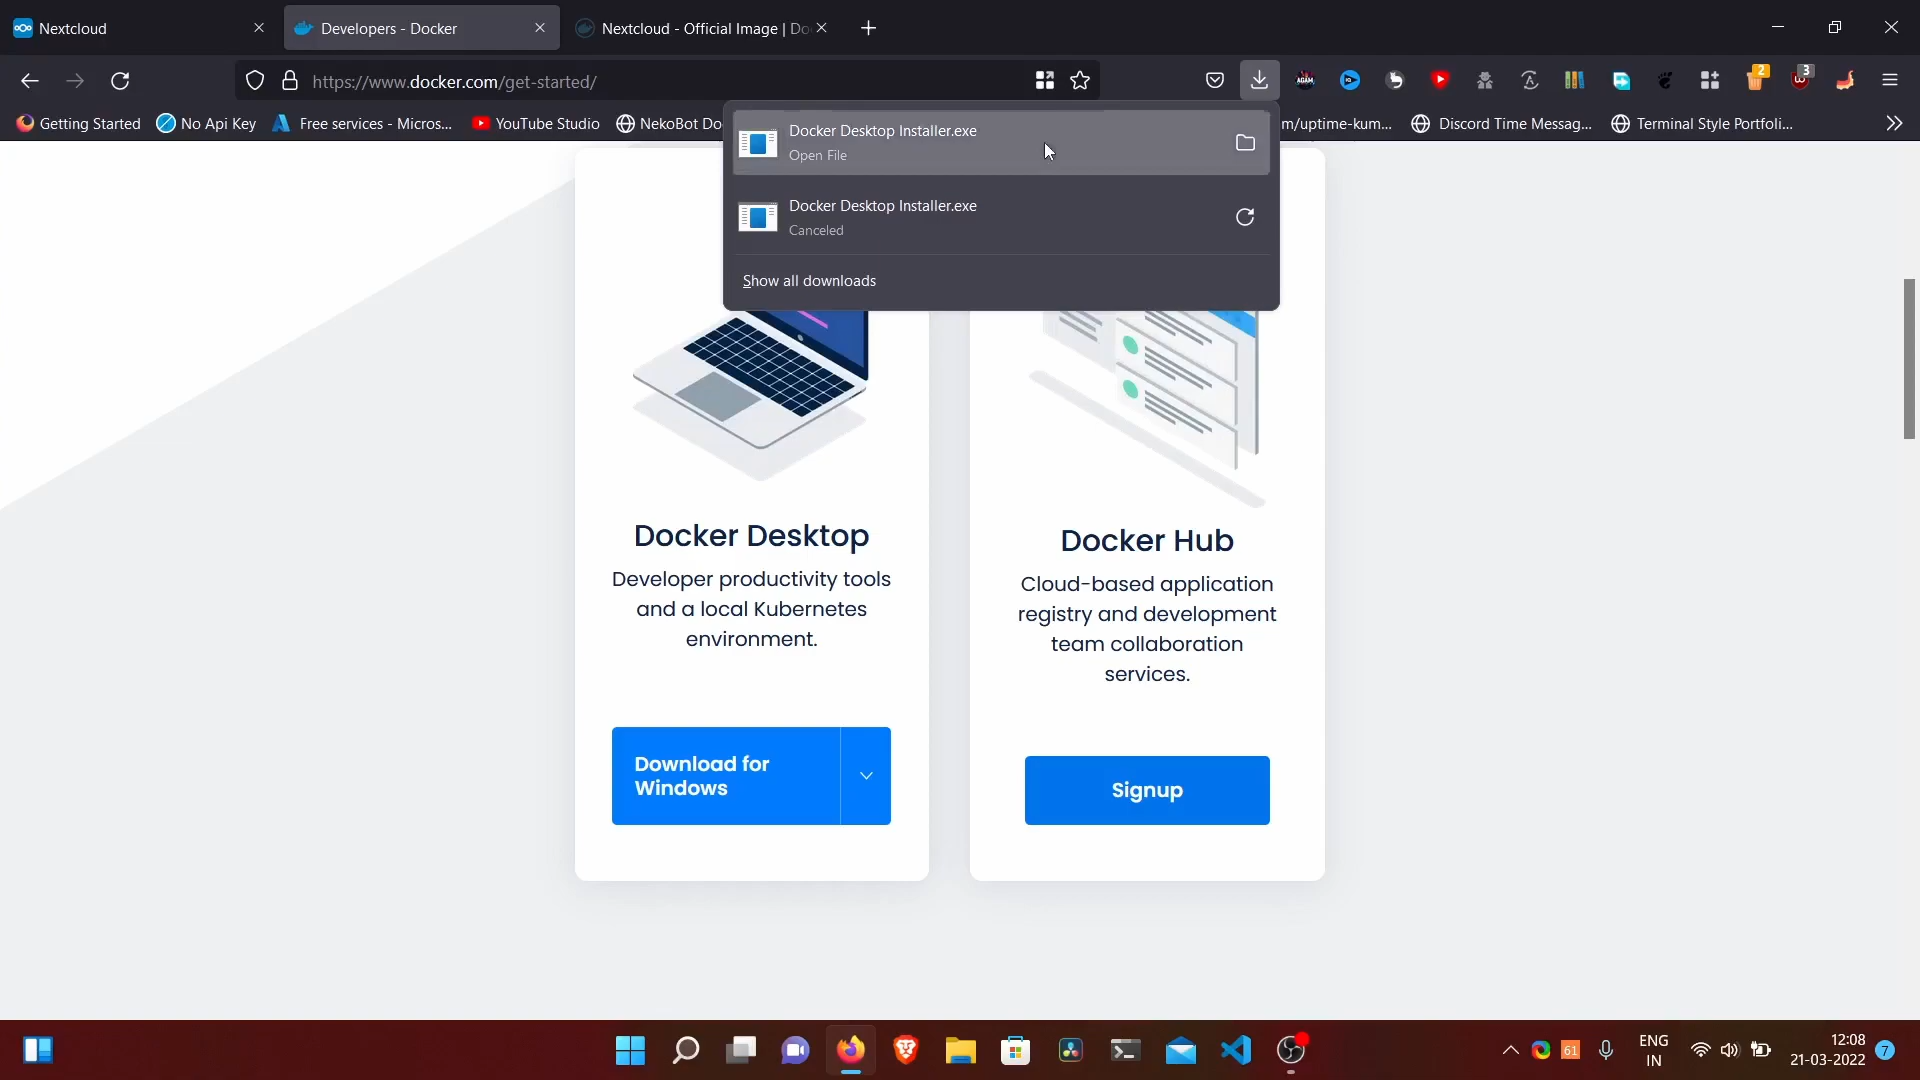 Nextcloud
Developers - Docker
Nextcloud - Official Image | Do
https://www.docker.com/get-started/
2
3
Getting Started
No Api Key
Free services - Micros...
YouTube Studio
NekoBot Do
m/uptime-kum...
Discord Time Messag...
Terminal Style Portfoli...
Docker Desktop Installer.exe
Open File
Docker Desktop Installer.exe
Canceled
Show all downloads
Docker Desktop
Developer productivity tools
and a local Kubernetes
environment.
Download for
Windows
Docker Hub
Cloud-based application
registry and development
team collaboration
services.
Signup
61
ENG
IN
12:08
21-03-2022
7